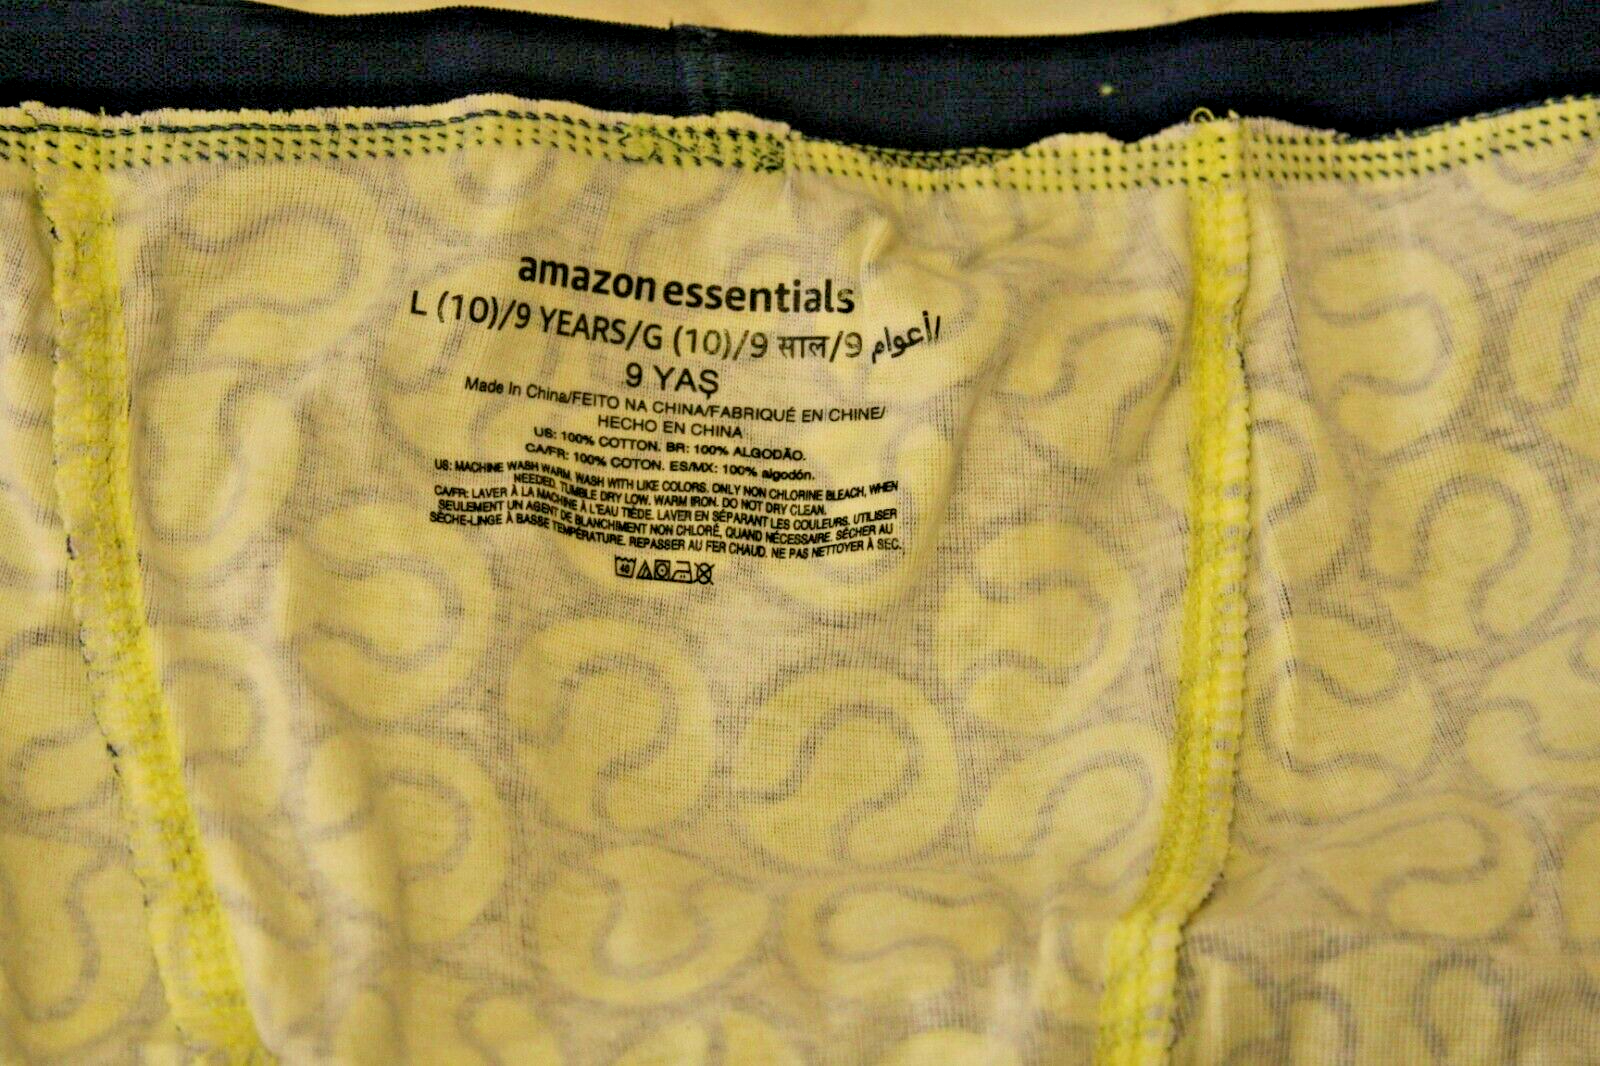 amazon essentials
L (10)/9 YEARS/G (10)/9 साल/9 أعوام/
9 YAŞ
Made In China/FEITO NA CHINA/FABRIQUÉ EN CHINE/
HECHO EN CHINA
US: 100% COTTON. BR: 100% ALGODÃO.
CA/FR: 100% COTON. ES/MX: 100% algodón.
US: MACHINE WASH WARM. WASH WITH LIKE COLORS. ONLY NON CHLORINE BLEACH, WHEN
NEEDED. TUMBLE DRY LOW. WARM IRON. DO NOT DRY CLEAN.
CA/FR: LAVER À LA MACHINE À L'EAU TIÈDE. LAVER EN SÉPARANT LES COULEURS. UTILISER
SEULEMENT UN AGENT DE BLANCHIMENT NON CHLORÉ, QUAND NÉCESSAIRE. SÉCHER AU
SÈCHE-LINGE À BASSE TEMPÉRATURE. REPASSER AU FER CHAUD. NE PAS NETTOYER À SEC.
40